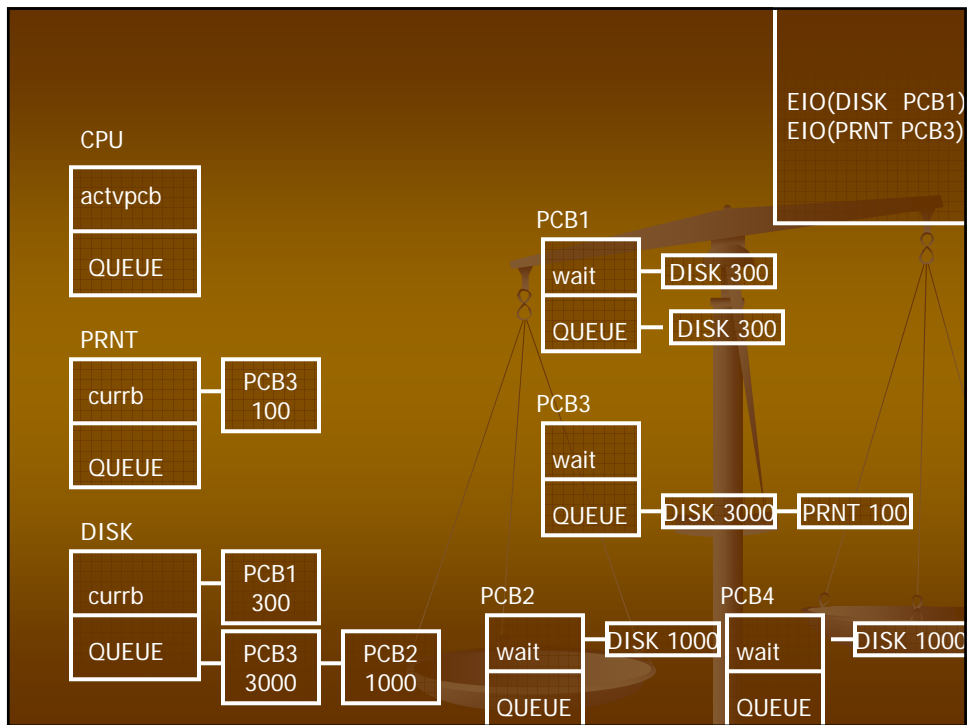 EIO(DISK PCB1)
EIO(PRNT PCB3)
CPU
actvpcb
QUEUE
PRNT
currb
PCB3
100
QUEUE
DISK
currb
PCB1
300
QUEUE
PCB3
3000
PCB2
1000
PCB1
wait
DISK 300
QUEUE
DISK 300
PCB3
wait
QUEUE
DISK 3000
PRNT 100
PCB2
wait
DISK 1000
QUEUE
PCB4
wait
DISK 1000
QUEUE